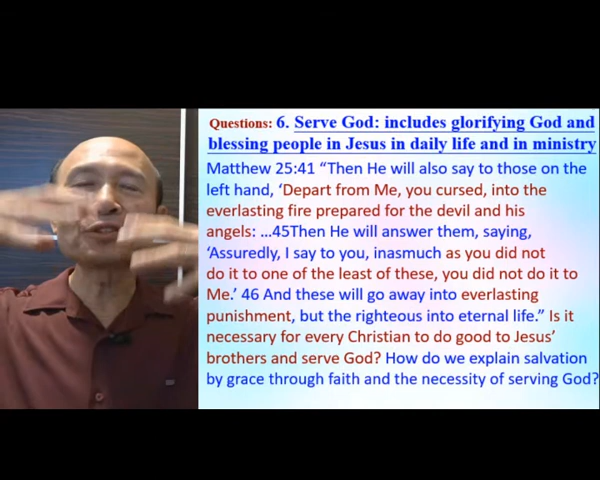 Questions: 6. Serve God: includes glorifying God and
blessing people in Jesus in daily life and in ministry
Matthew 25:41 “Then He will also say to those on the
left hand, ‘Depart from Me, you cursed, into the
everlasting fire prepared for the devil and his
angels: …45Then He will answer them, saying,
‘Assuredly, I say to you, inasmuch as you did not
do it to one of the least of these, you did not do it to
Me.’ 46 And these will go away into everlasting
punishment, but the righteous into eternal life.” Is it
necessary for every Christian to do good to Jesus’
brothers and serve God? How do we explain salvation
by grace through faith and the necessity of serving God?